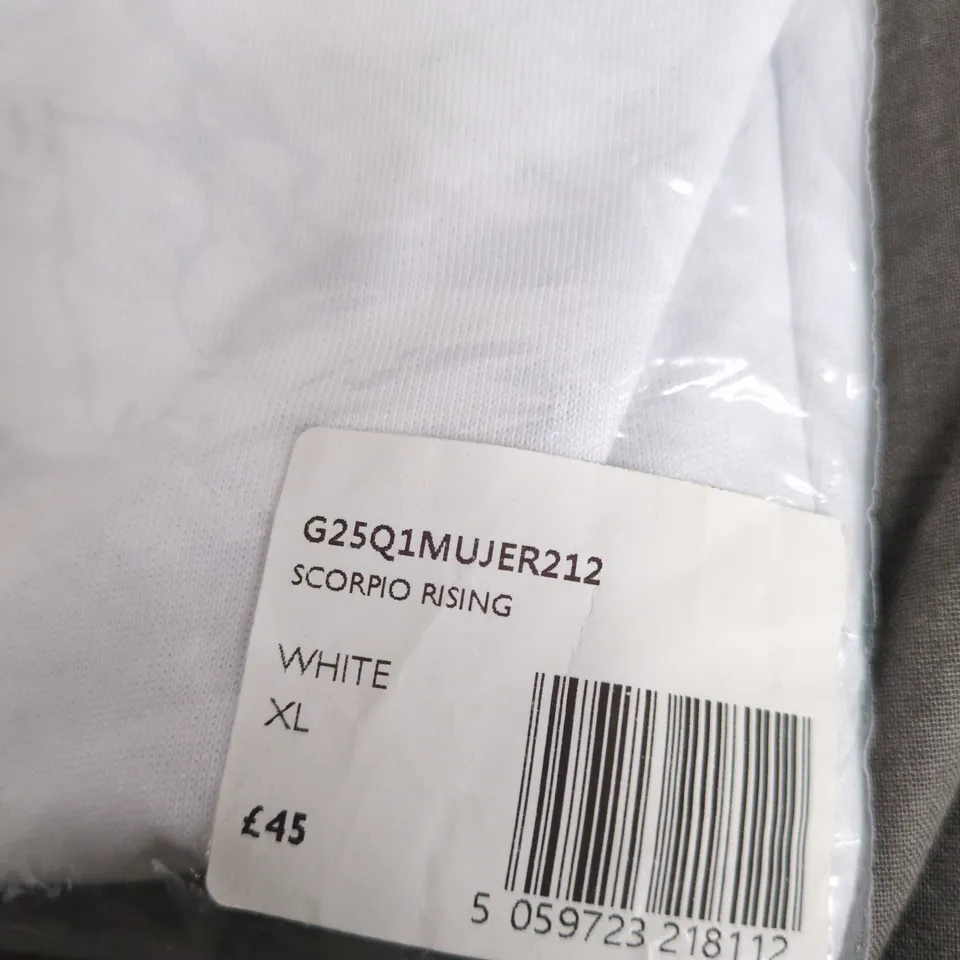 G25Q1MUJER212
SCORPIO RISING
WHITE
XL
£45
5 059723 218112